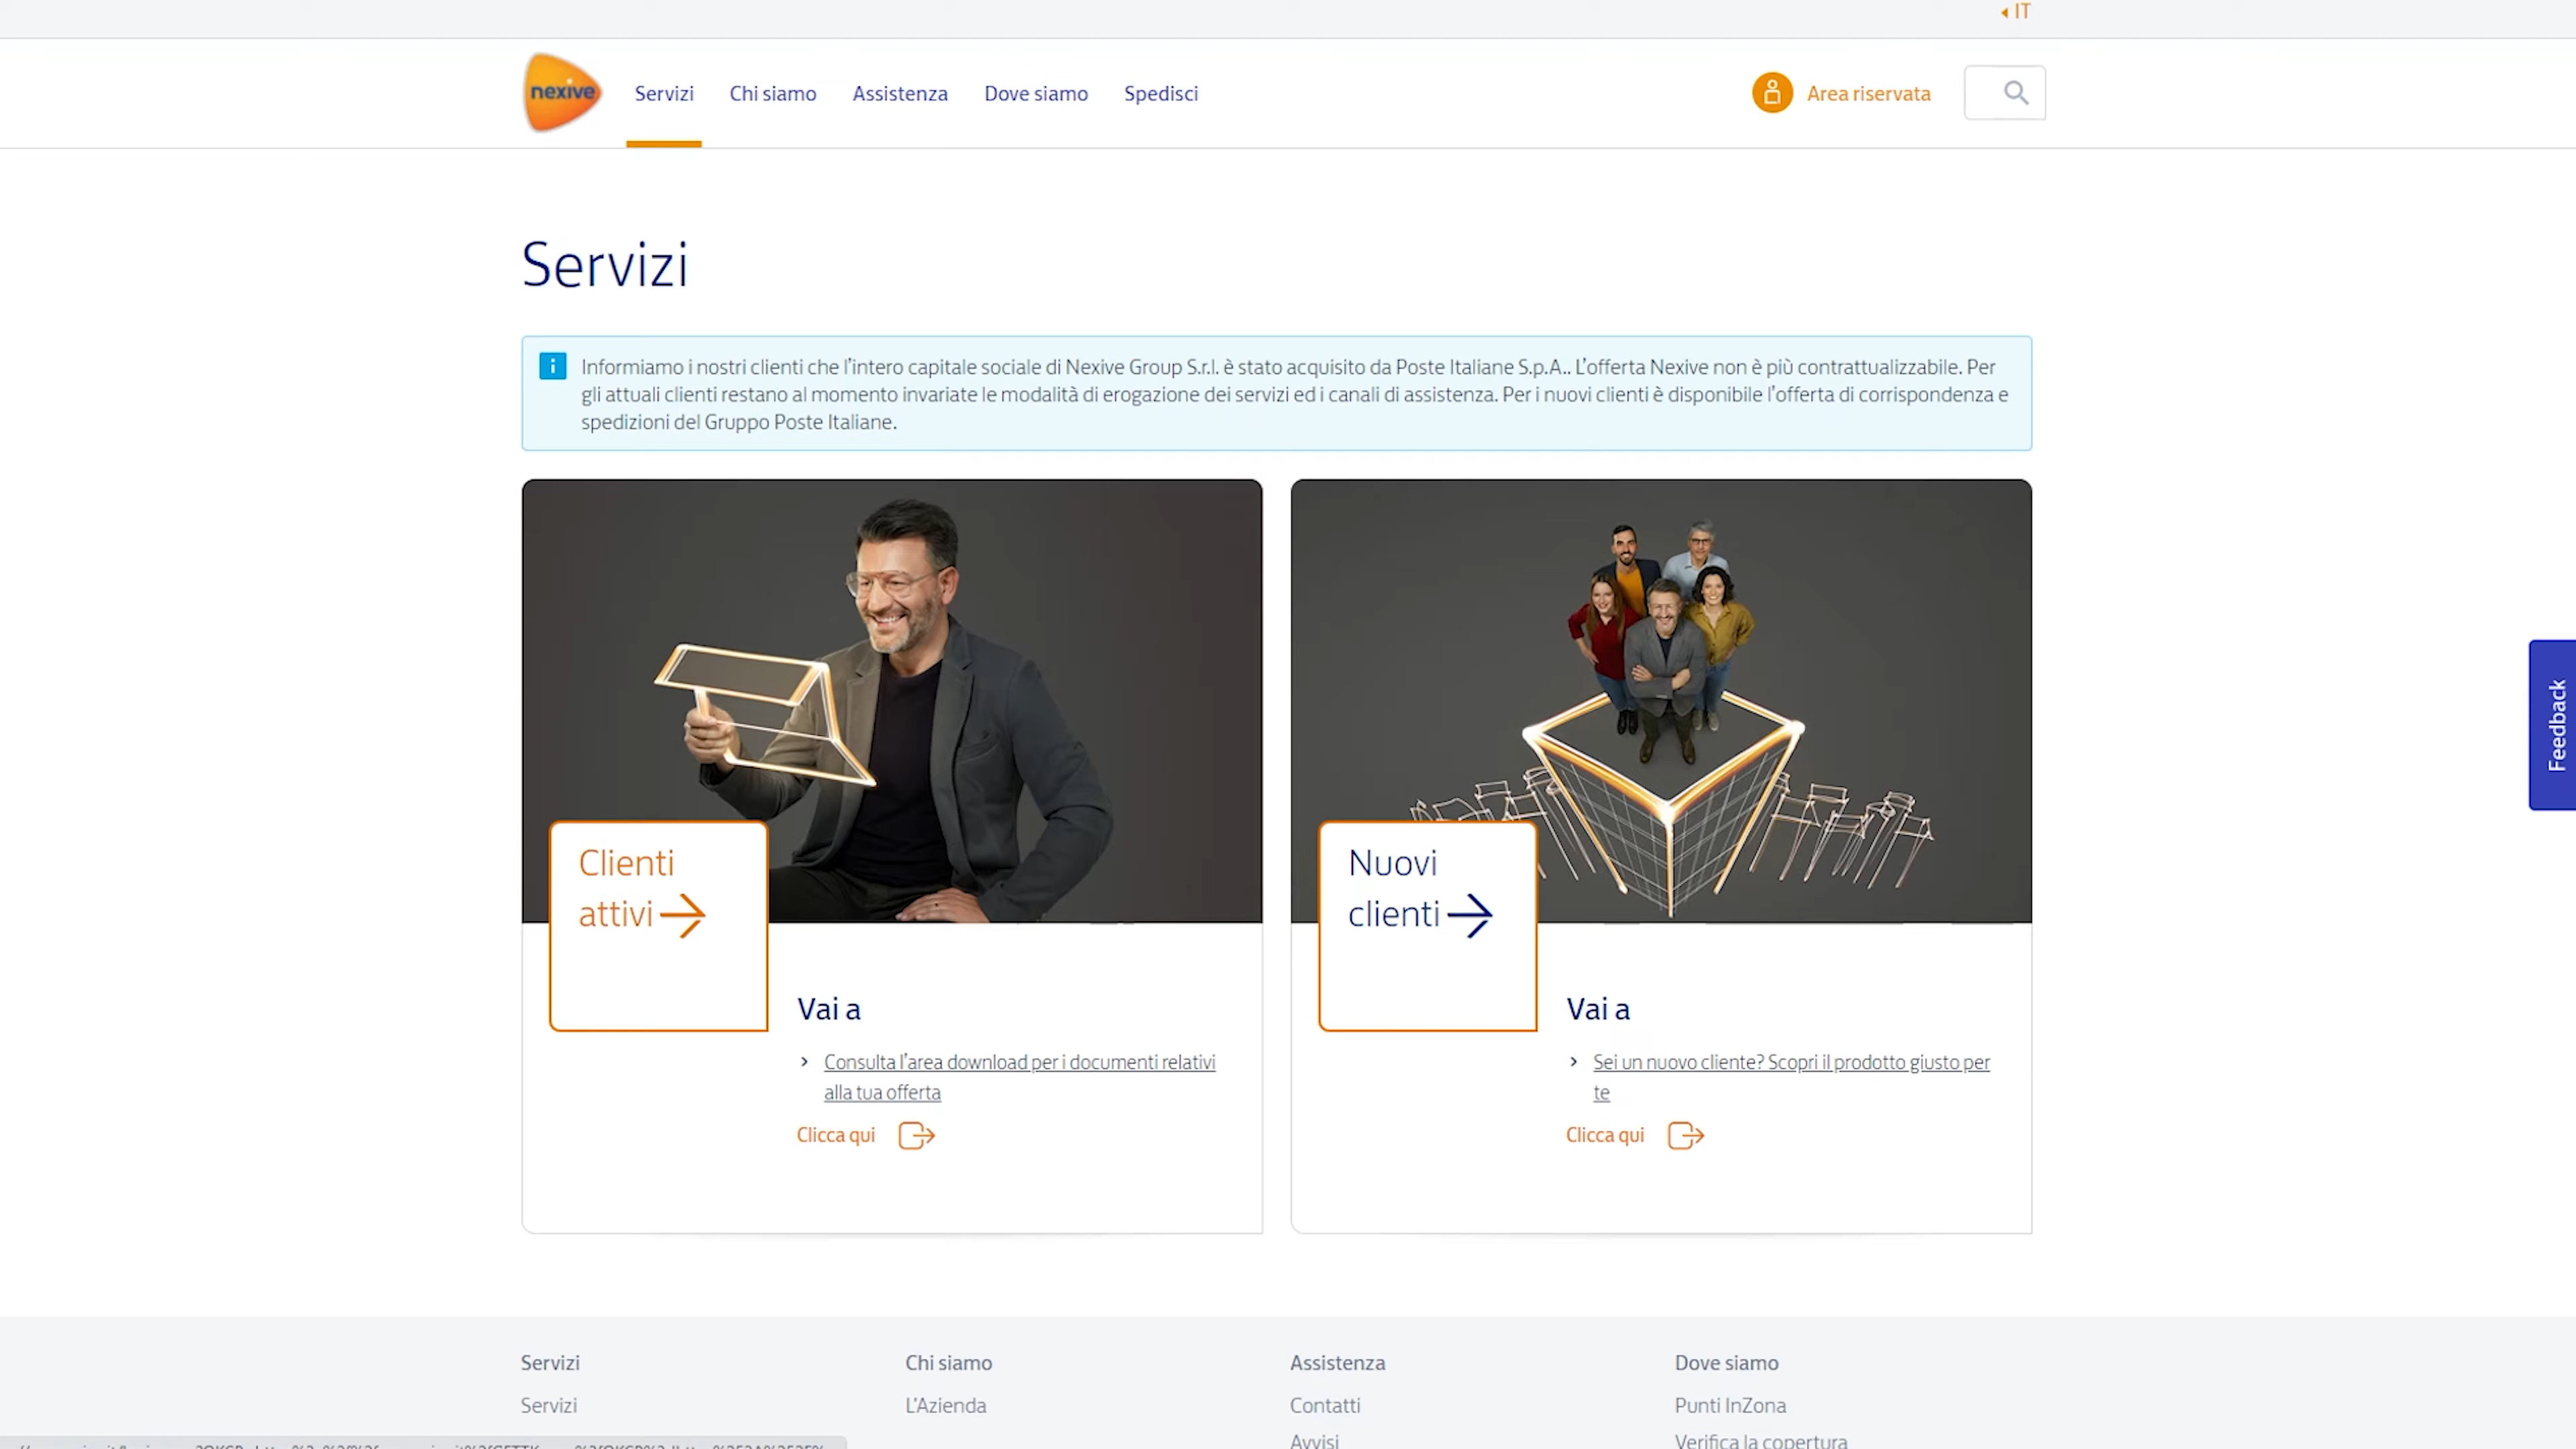 IT
nexive
Servizi
Chi siamo
Assistenza
Dove siamo
Spedisci
Area riservata
Servizi
Informiamo i nostri clienti che l'intero capitale sociale di Nexive Group S.r.l. è stato acquisito da Poste Italiane S.p.A.. L'offerta Nexive non è più contrattualizzabile. Per
gli attuali clienti restano al momento invariate le modalità di erogazione dei servizi ed i canali di assistenza. Per i nuovi clienti è disponibile l'offerta di corrispondenza e
spedizioni del Gruppo Poste Italiane.
Clienti
attivi
Vai a
Consulta l'area download per i documenti relativi
alla tua offerta
Clicca qui
Nuovi
clienti
Vai a
Sei un nuovo cliente? Scopri il prodotto giusto per
te
Clicca qui
Feedback
Servizi
Servizi
Chi siamo
L'Azienda
Assistenza
Contatti
Avvisi
Dove siamo
Punti InZona
Verifica la copertura